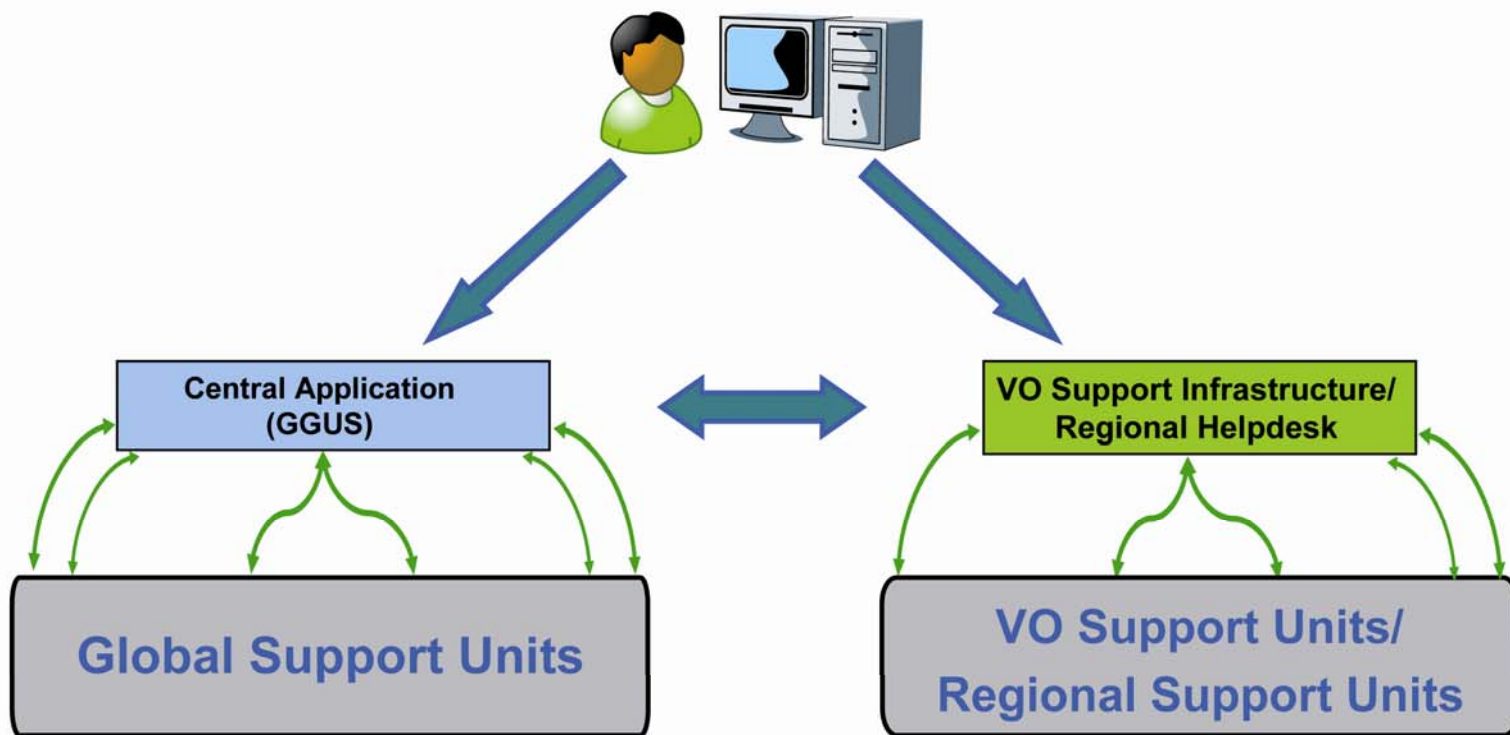 Central Application
(GGUS)
VO Support Infrastructure/
Regional Helpdesk
Global Support Units
VO Support Units/
Regional Support Units